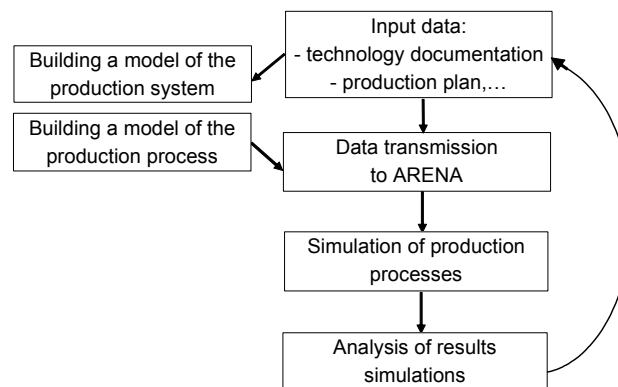 Input data:
- technology documentation
- production plan,…
Building a model of the
production system
Building a model of the
production process
Data transmission
to ARENA
Simulation of production
processes
Analysis of results
simulations